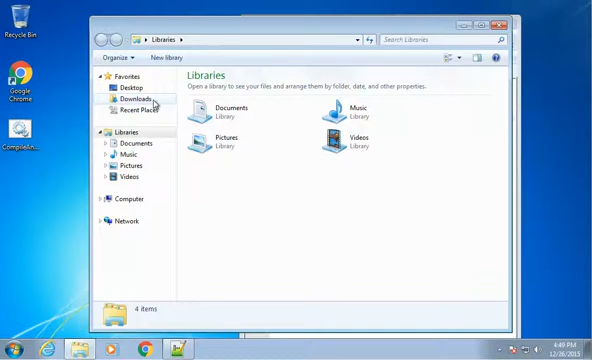 Recycle Bin
Google
Chrome
CompileAn...
Libraries
Search Libraries
Organize
New library
Favorites
Desktop
Downloads
Recent Places
Libraries
Documents
Music
Pictures
Videos
Computer
Network
Libraries
Open a library to see your files and arrange them by folder, date, and other properties.
Documents
Library
Music
Library
Pictures
Library
Videos
Library
4 items
4:49 PM
12/26/2015